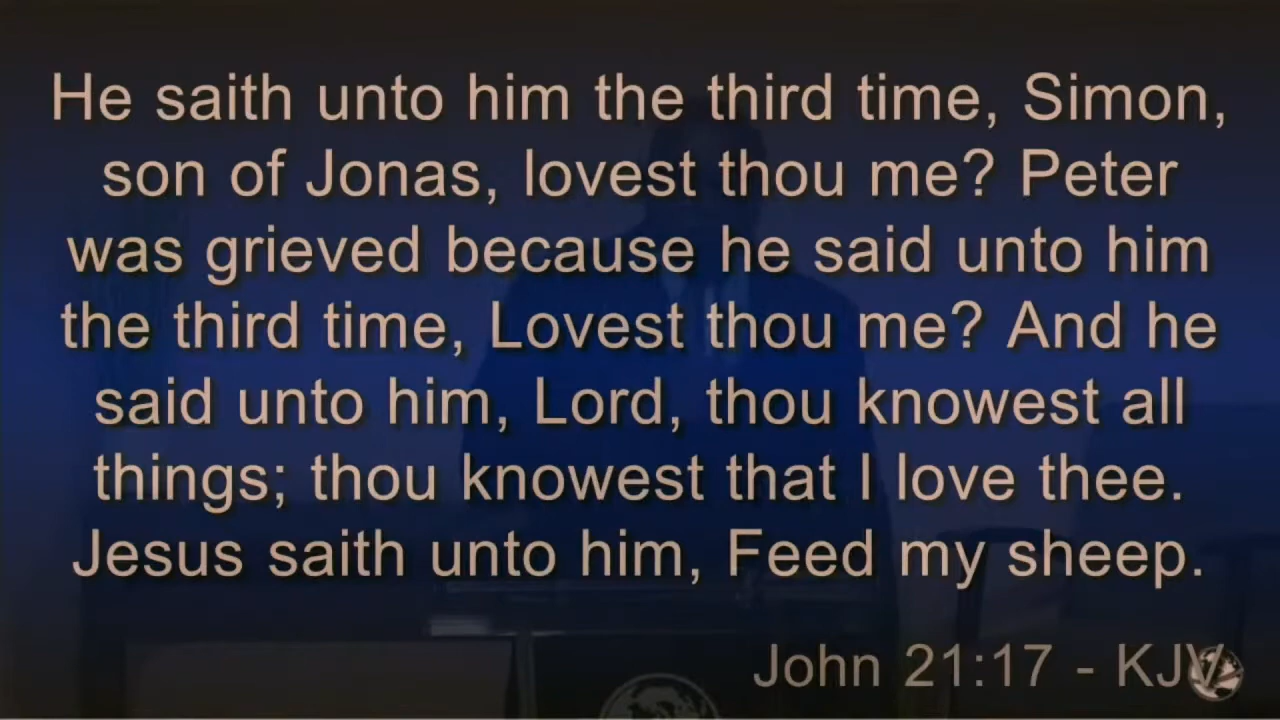 He saith unto him the third time, Simon,
son of Jonas, lovest thou me? Peter
was grieved because he said unto him
the third time, Lovest thou me? And he
said unto him, Lord, thou knowest all
things; thou knowest that I love thee.
Jesus saith unto him, Feed my sheep.
John 21:17 - KJV